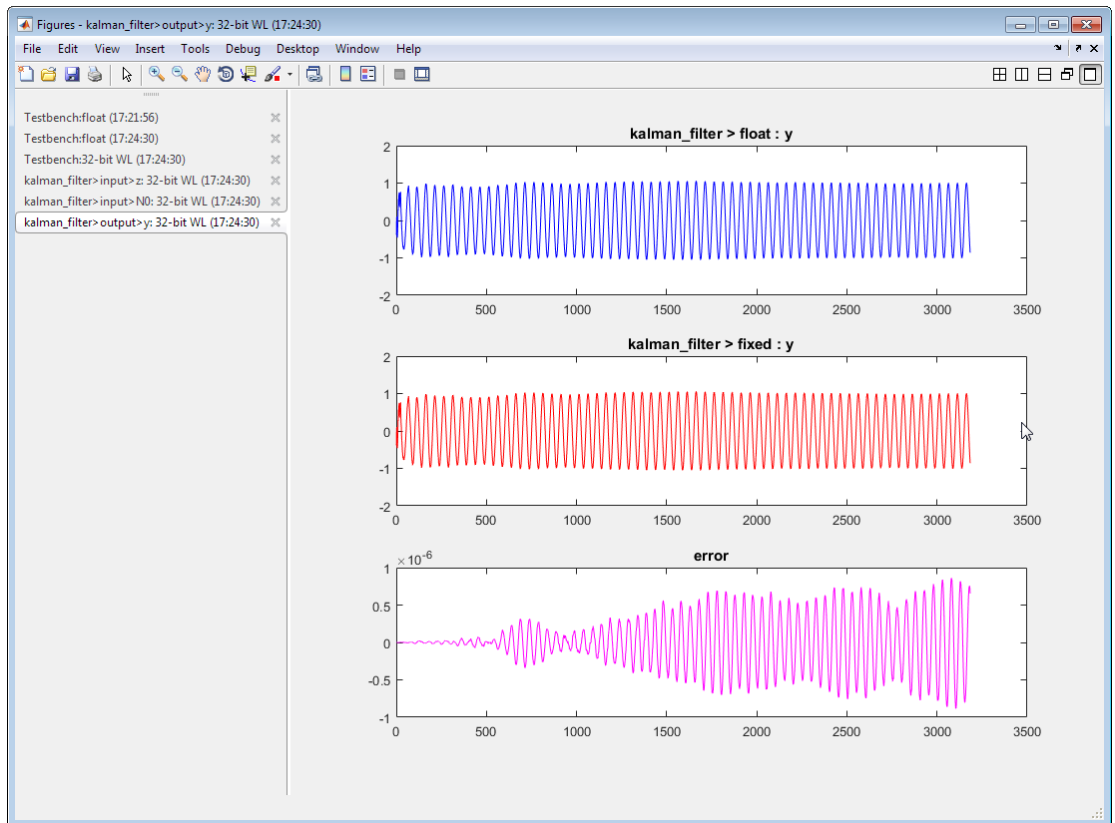 Figures - kalman_filter>output>y: 32-bit WL (17:24:30)
File Edit View Insert Tools Debug Desktop Window Help
Testbench:float (17:21:56)
Testbench:float (17:24:30)
Testbench:32-bit WL (17:24:30)
kalman_filter>input>z: 32-bit WL (17:24:30)
kalman_filter>input>N0: 32-bit WL (17:24:30)
kalman_filter>output>y: 32-bit WL (17:24:30)
kalman_filter > float : y
2
1
0
-1
-2
0 500 1000 1500 2000 2500 3000 3500
kalman_filter > fixed : y
2
1
0
-1
-2
0 500 1000 1500 2000 2500 3000 3500
error
×10⁻⁶
1
0.5
0
-0.5
-1
0 500 1000 1500 2000 2500 3000 3500